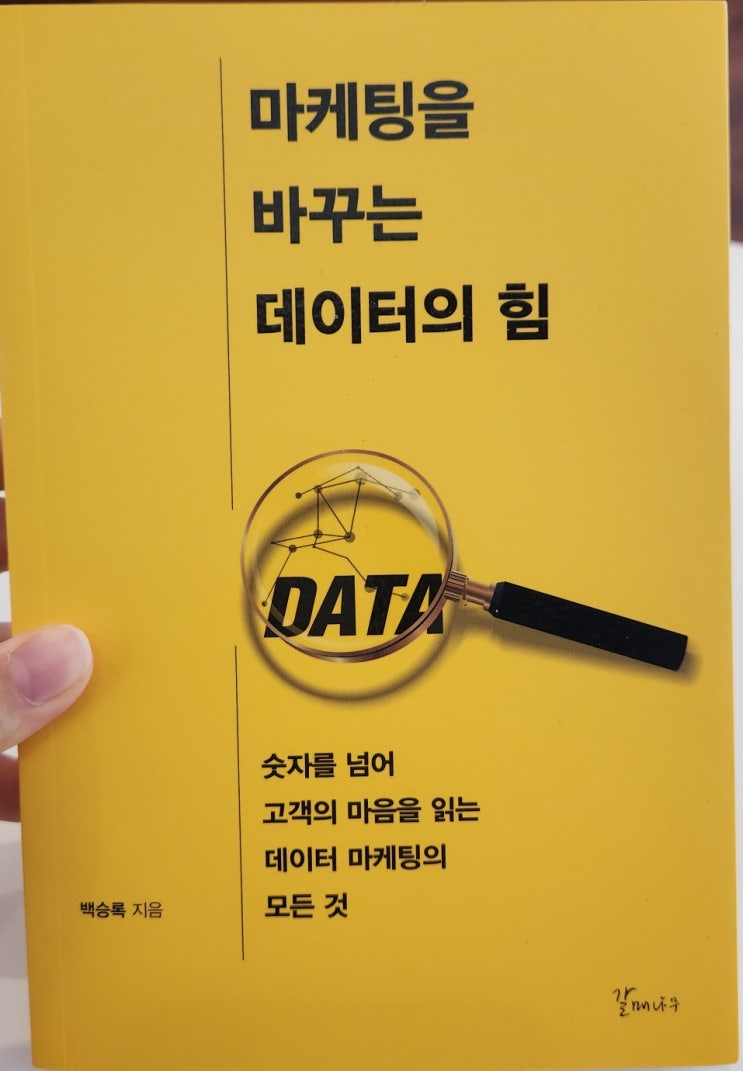 마케팅을
바꾸는
데이터의 힘
DATA
숫자를 넘어
고객의 마음을 읽는
데이터 마케팅의
모든 것
백승록 지음
갈매나무